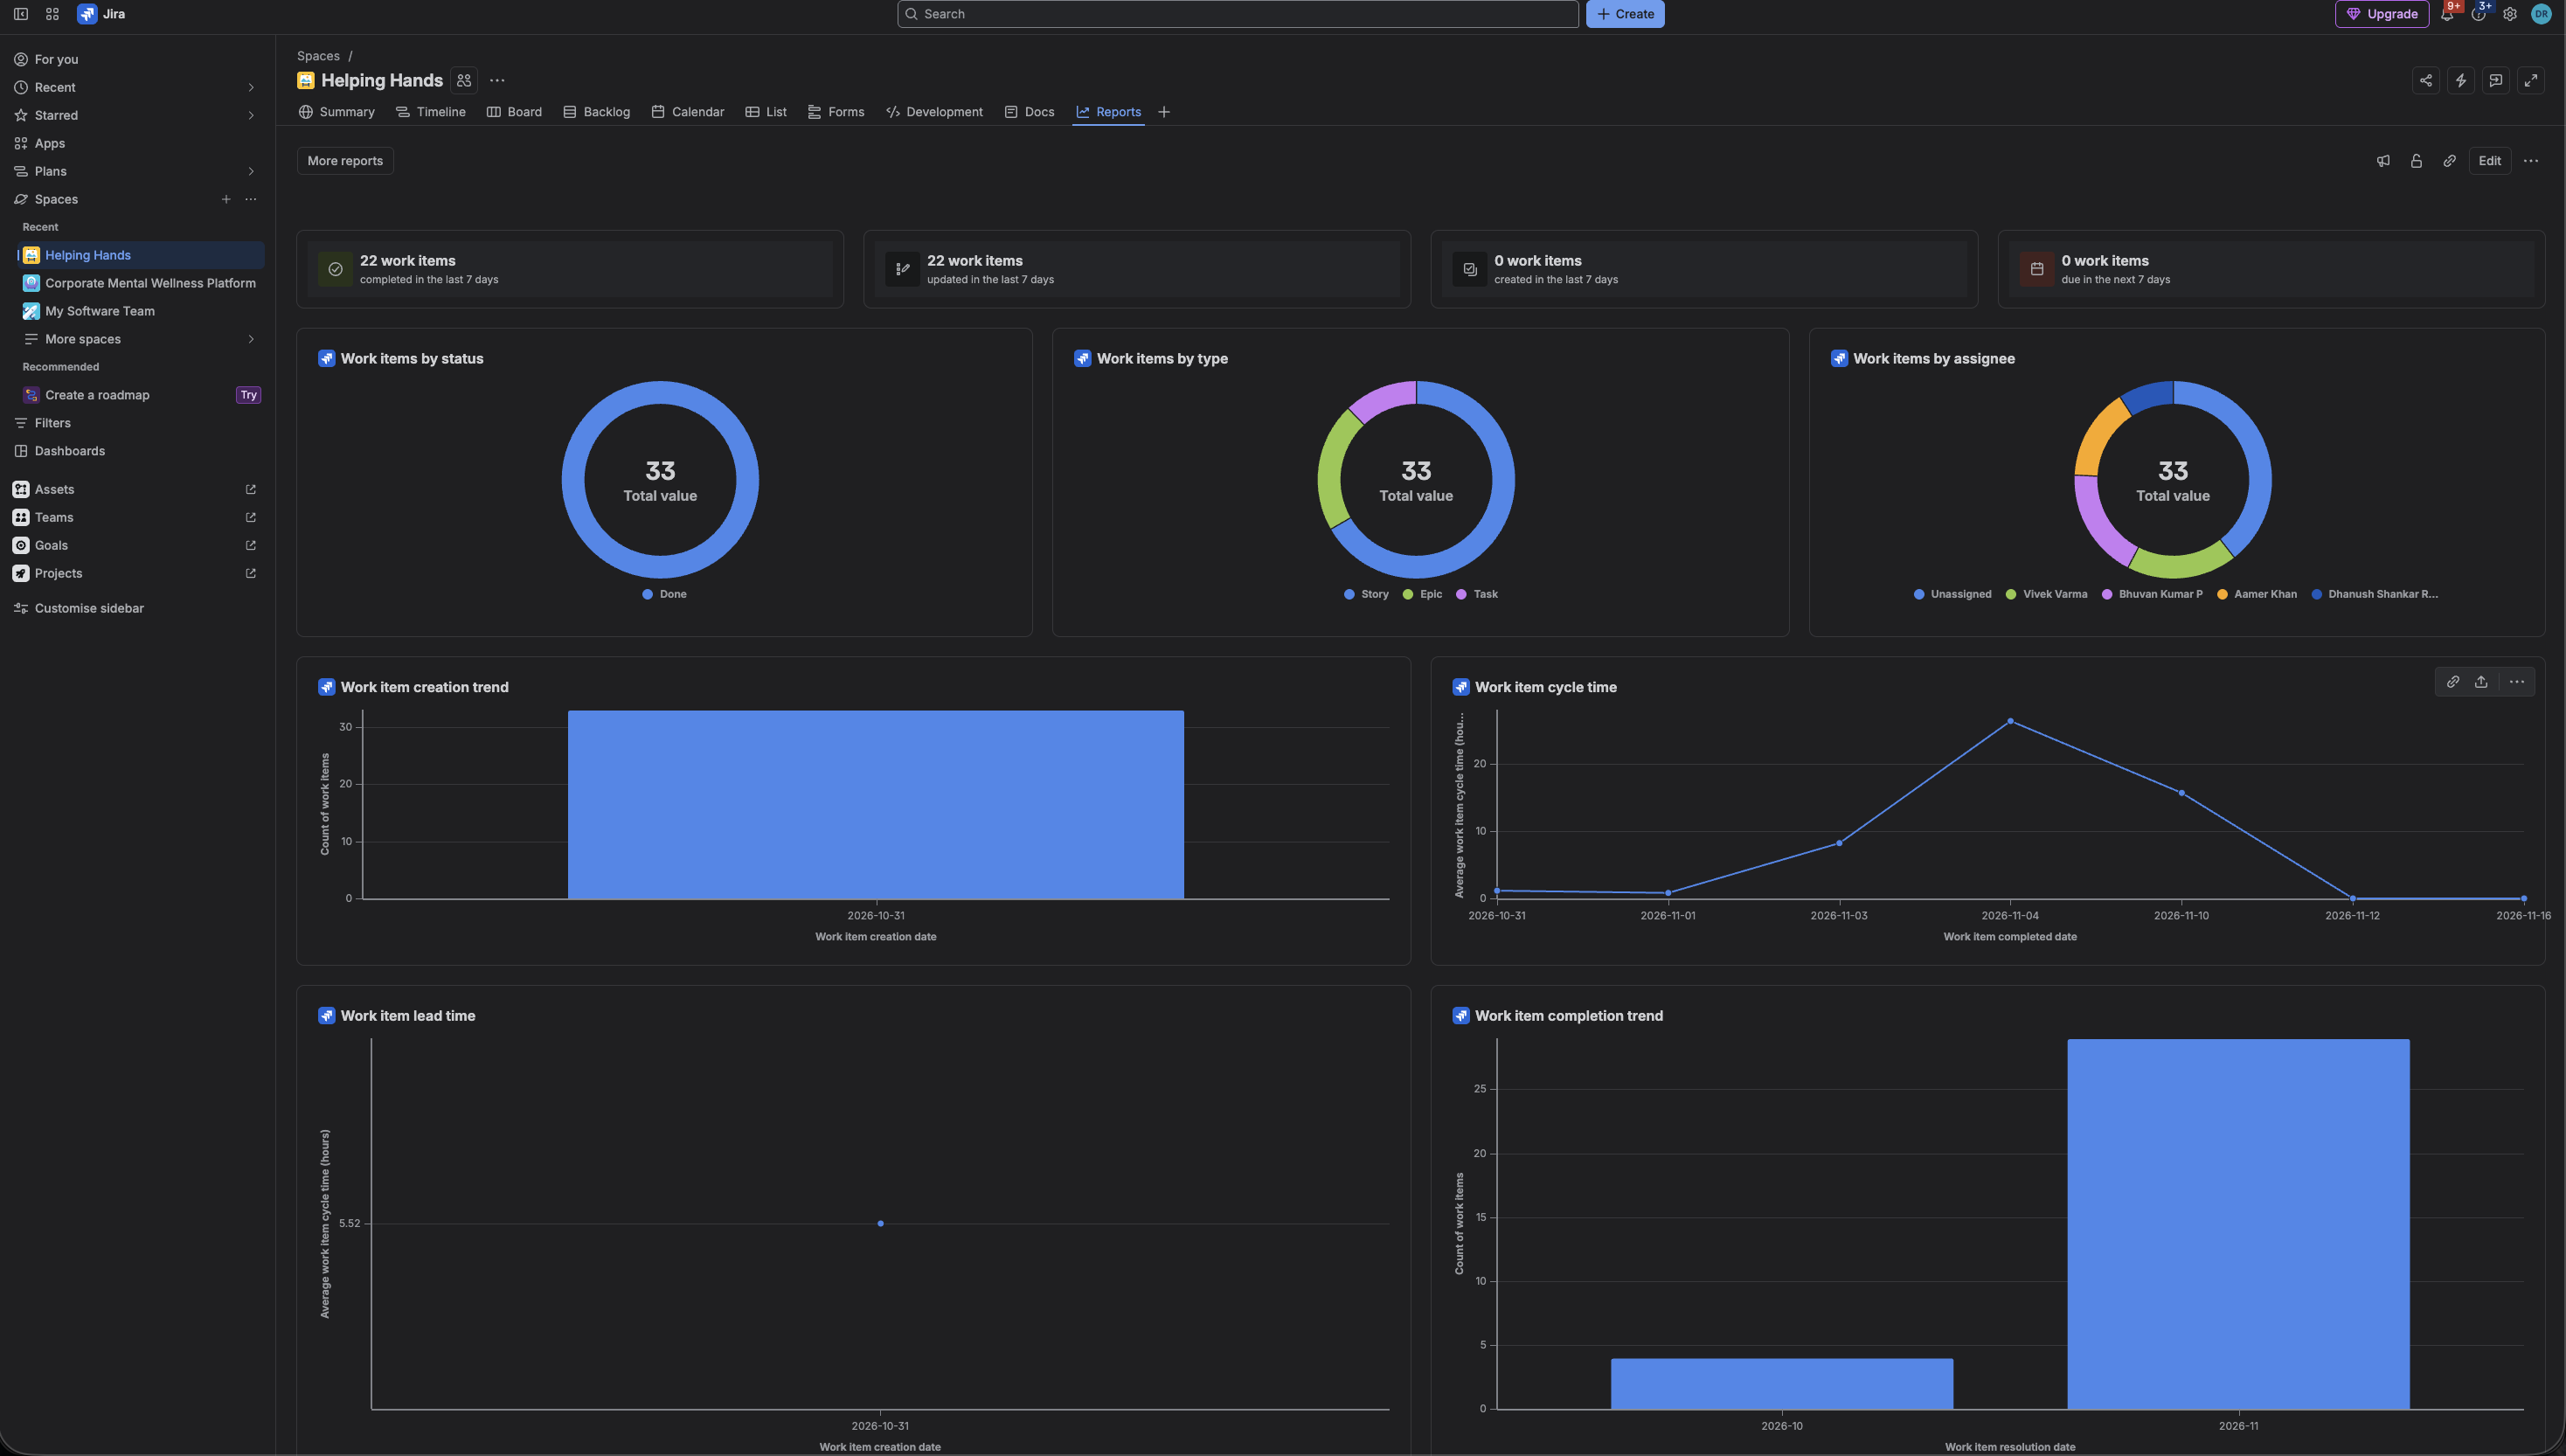 Jira
Search
+ Create
Upgrade
9+
3+
DR
For you
Recent
Starred
Apps
Plans
Spaces
Recent
Helping Hands
Corporate Mental Wellness Platform
My Software Team
More spaces
Recommended
Create a roadmap
Try
Filters
Dashboards
Assets
Teams
Goals
Projects
Customise sidebar
Spaces /
Helping Hands
Summary
Timeline
Board
Backlog
Calendar
List
Forms
Development
Docs
Reports
More reports
Edit
22 work items
completed in the last 7 days
22 work items
updated in the last 7 days
0 work items
created in the last 7 days
0 work items
due in the next 7 days
Work items by status
33
Total value
Done
Work items by type
33
Total value
Story
Epic
Task
Work items by assignee
33
Total value
Unassigned
Vivek Varma
Bhuvan Kumar P
Aamer Khan
Dhanush Shankar R...
Work item creation trend
Count of work items
30
20
10
0
2026-10-31
Work item creation date
Work item cycle time
Average work item cycle time (hou...
20
10
0
2026-10-31
2026-11-01
2026-11-03
2026-11-04
2026-11-10
2026-11-12
2026-11-16
Work item completed date
Work item lead time
Average work item cycle time (hours)
5.52
2026-10-31
Work item creation date
Work item completion trend
Count of work items
25
20
15
10
5
0
2026-10
2026-11
Work item resolution date